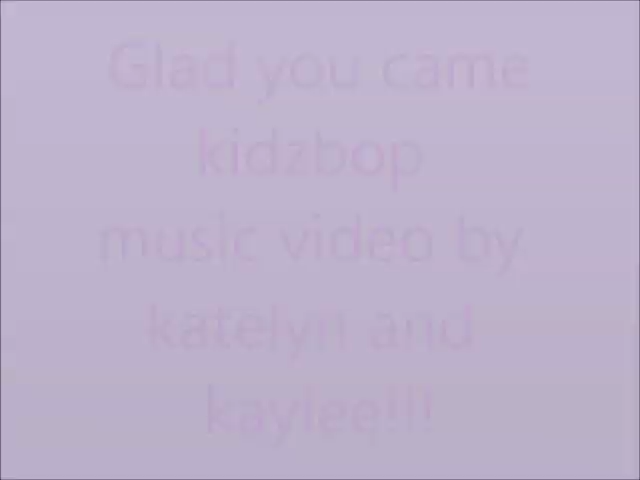 Glad you came
kidzbop
music video by
katelyn and
kaylee!!!